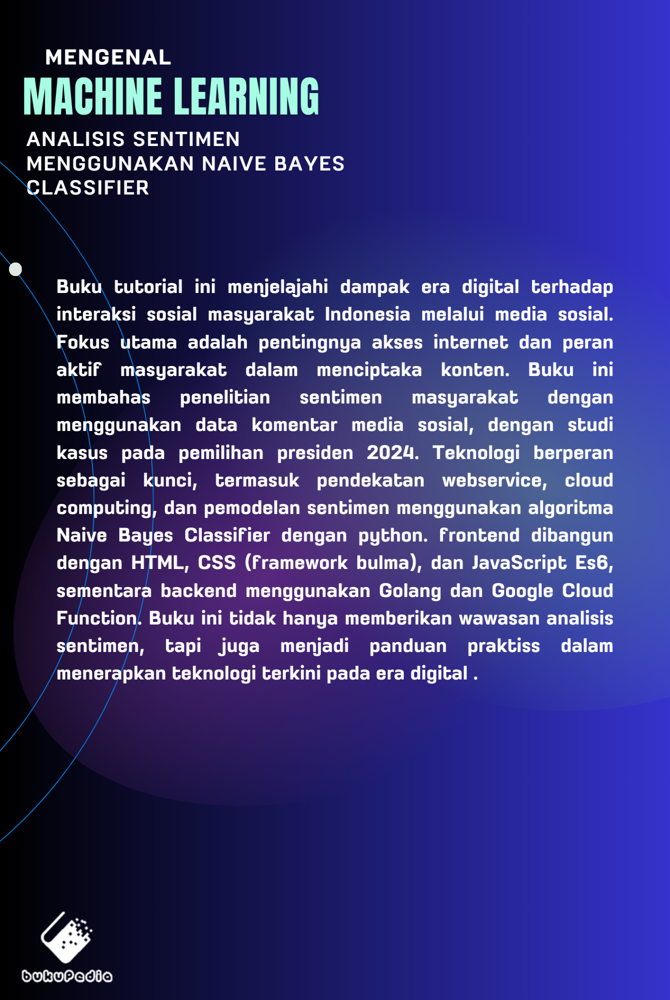 MENGENAL
MACHINE LEARNING
ANALISIS SENTIMEN
MENGGUNAKAN NAIVE BAYES
CLASSIFIER
Buku tutorial ini menjelajahi dampak era digital terhadap
interaksi sosial masyarakat Indonesia melalui media sosial.
Fokus utama adalah pentingnya akses internet dan peran
aktif masyarakat dalam menciptaka konten. Buku ini
membahas penelitian sentimen masyarakat dengan
menggunakan data komentar media sosial, dengan studi
kasus pada pemilihan presiden 2024. Teknologi berperan
sebagai kunci, termasuk pendekatan webservice, cloud
computing, dan pemodelan sentimen menggunakan algoritma
Naive Bayes Classifier dengan python. frontend dibangun
dengan HTML, CSS (framework bulma), dan JavaScript Es6,
sementara backend menggunakan Golang dan Google Cloud
Function. Buku ini tidak hanya memberikan wawasan analisis
sentimen, tapi juga menjadi panduan praktiss dalam
menerapkan teknologi terkini pada era digital .
bukuPedia